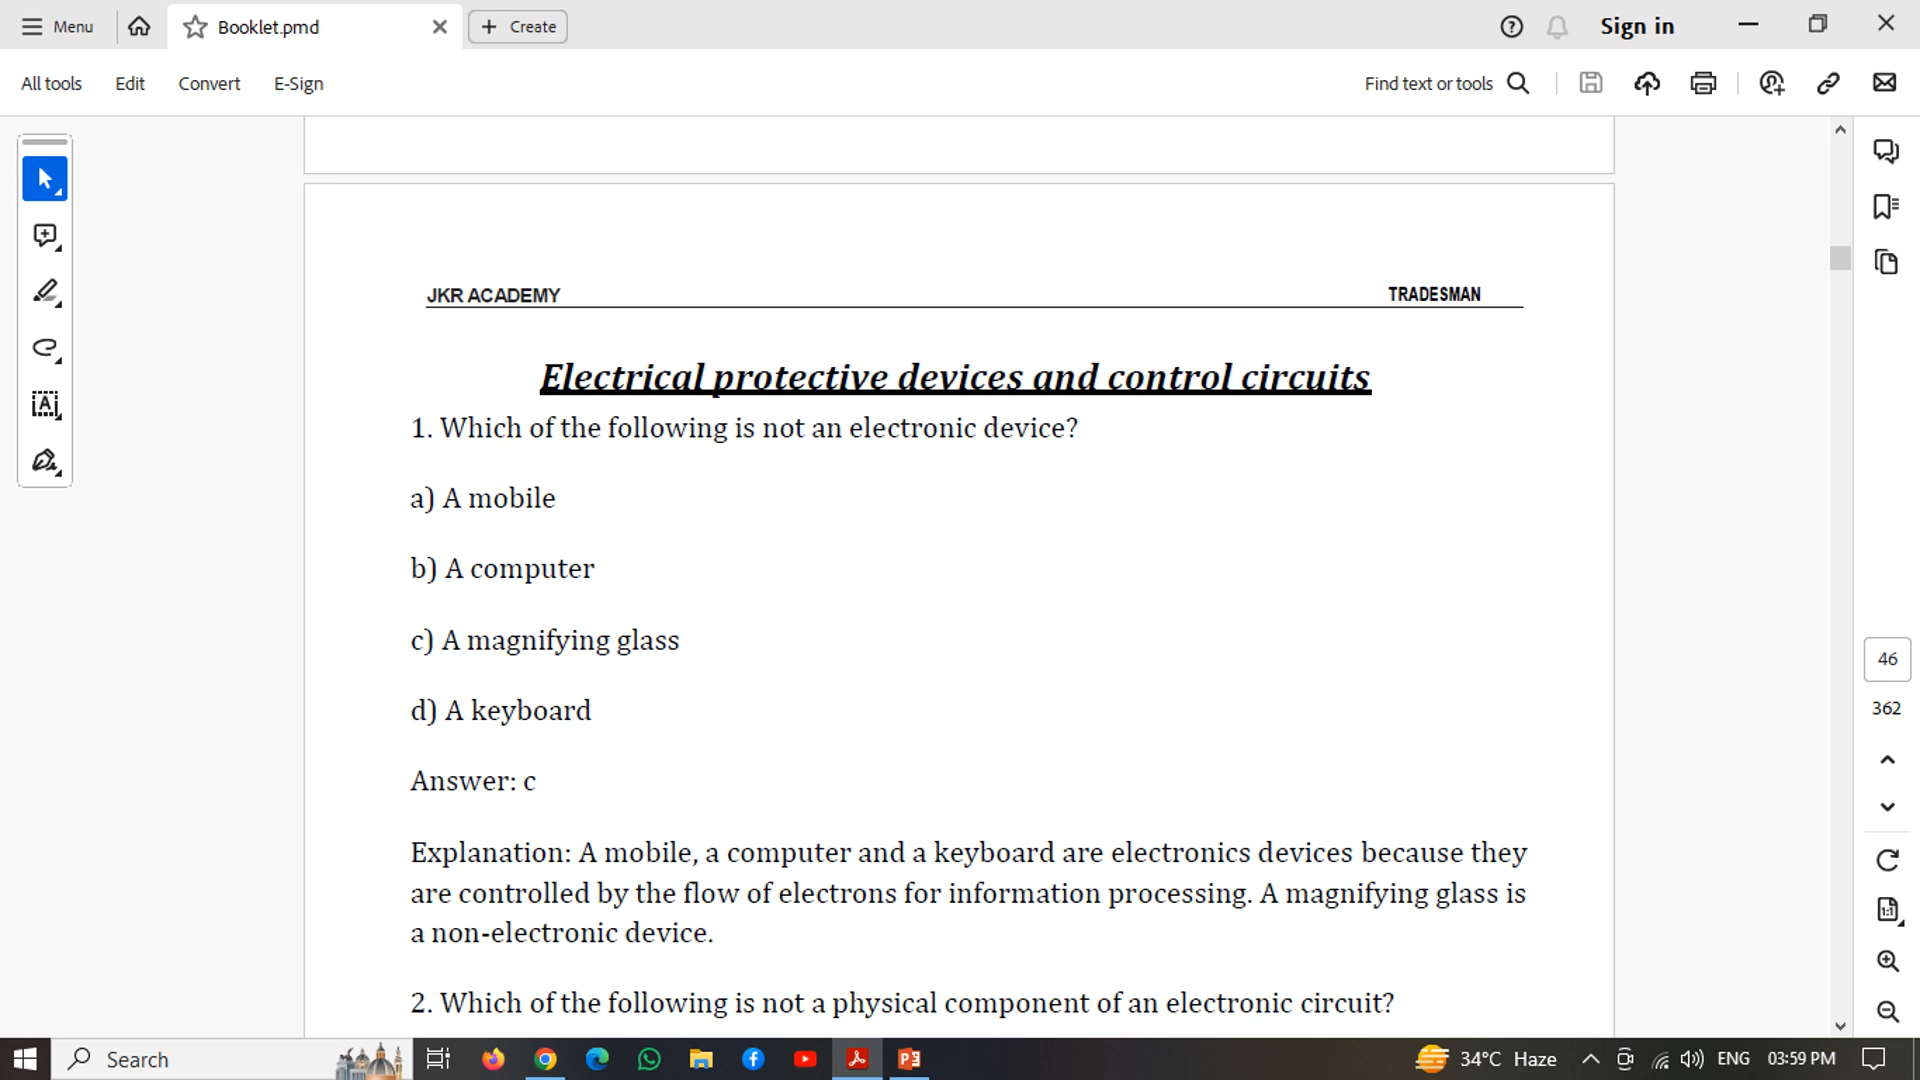 Menu
Booklet.pmd
Create
Sign in
All tools
Edit
Convert
E-Sign
Find text or tools
JKR ACADEMY
TRADESMAN
Electrical protective devices and control circuits
1. Which of the following is not an electronic device?
a) A mobile
b) A computer
c) A magnifying glass
d) A keyboard
Answer: c
Explanation: A mobile, a computer and a keyboard are electronics devices because they
are controlled by the flow of electrons for information processing. A magnifying glass is
a non-electronic device.
2. Which of the following is not a physical component of an electronic circuit?
46
362
Search
34°C Haze
ENG
03:59 PM